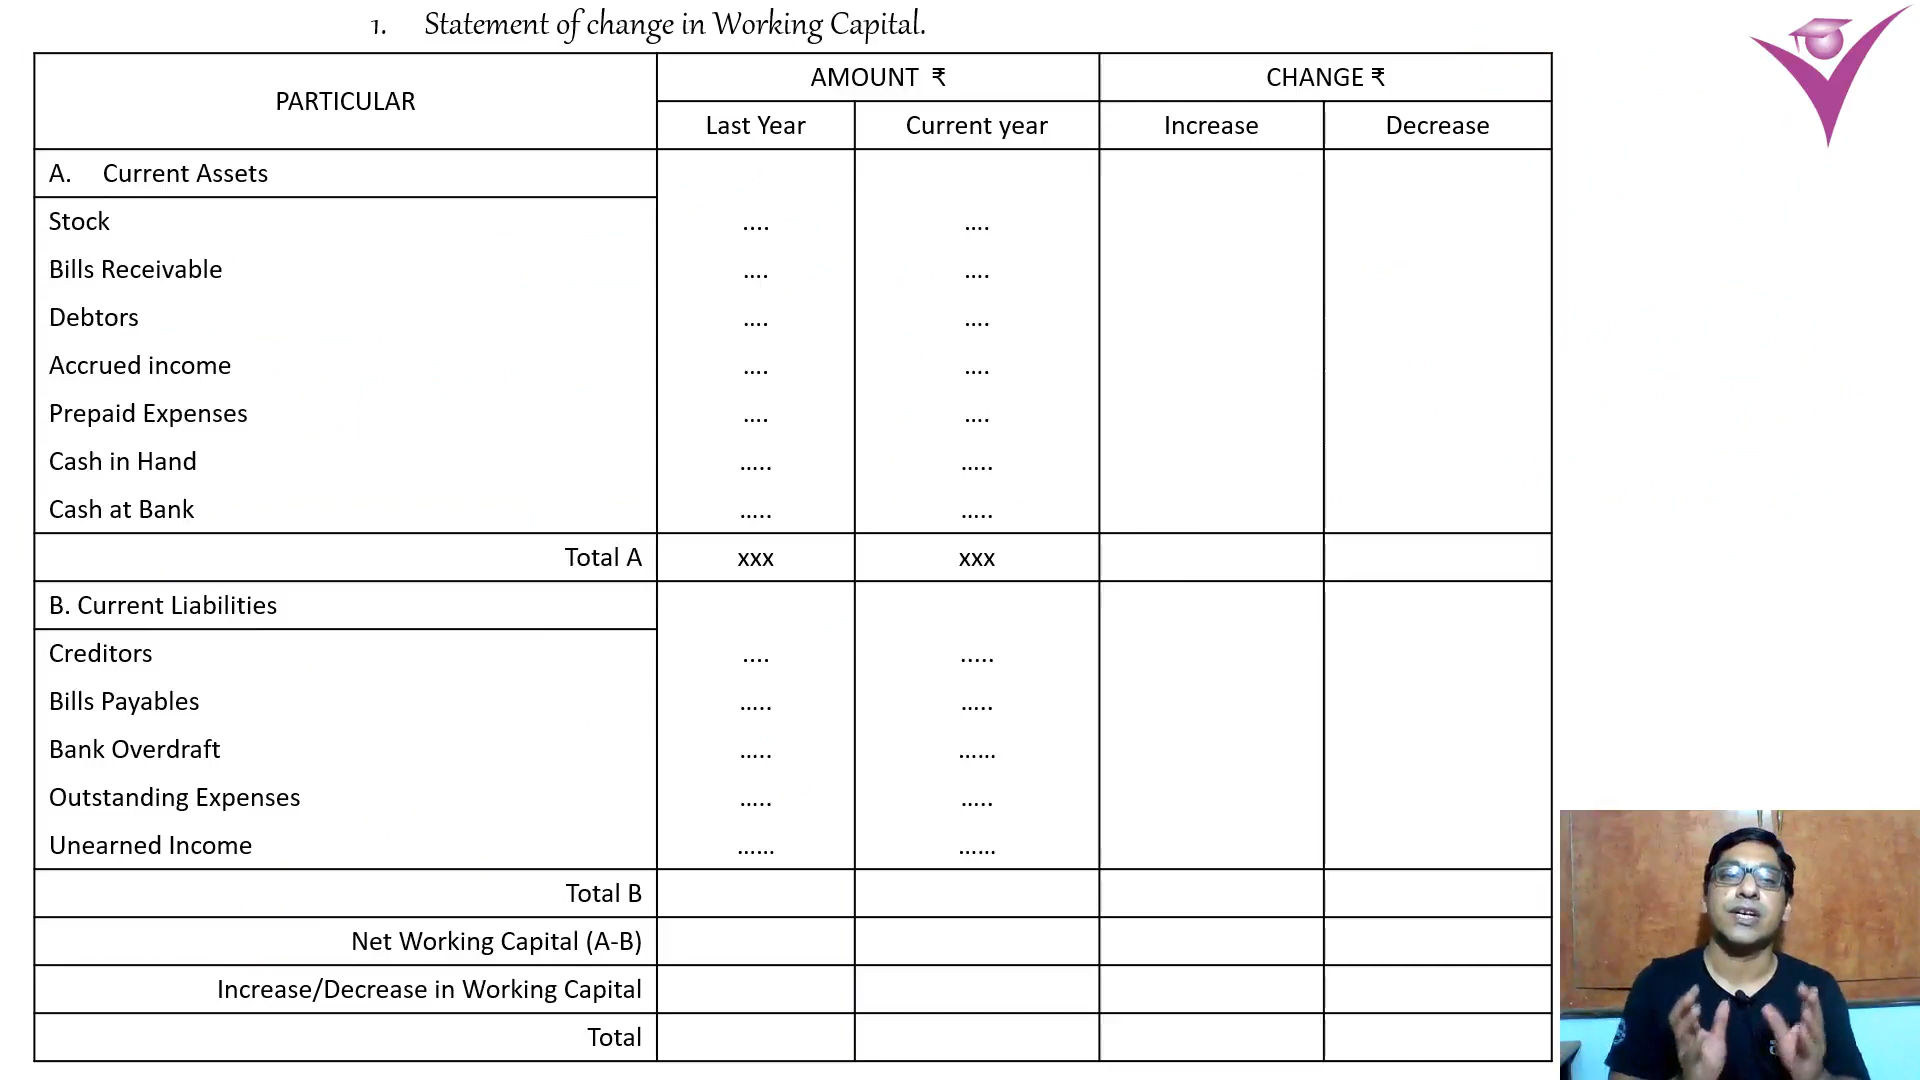 1. Statement of change in Working Capital.
PARTICULAR AMOUNT ₹ CHANGE ₹
Last Year Current year Increase Decrease
A. Current Assets
Stock .... ....
Bills Receivable .... ....
Debtors .... ....
Accrued income .... ....
Prepaid Expenses .... ....
Cash in Hand ..... .....
Cash at Bank ..... .....
Total A xxx xxx
B. Current Liabilities
Creditors .... .....
Bills Payables ..... .....
Bank Overdraft ..... ......
Outstanding Expenses ..... .....
Unearned Income ...... ......
Total B
Net Working Capital (A-B)
Increase/Decrease in Working Capital
Total